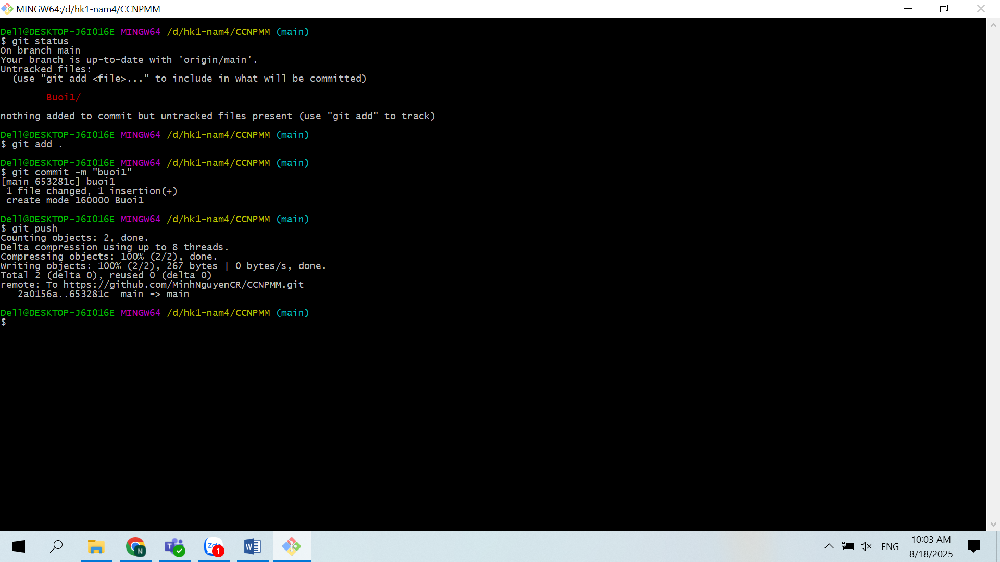 MINGW64:/d/hk1-nam4/CCNPMM
Dell@DESKTOP-J6IO16E MINGW64 /d/hk1-nam4/CCNPMM (main)
$ git status
On branch main
Your branch is up-to-date with 'origin/main'.
Untracked files:
  (use "git add <file>..." to include in what will be committed)
        Buoi1/
nothing added to commit but untracked files present (use "git add" to track)
Dell@DESKTOP-J6IO16E MINGW64 /d/hk1-nam4/CCNPMM (main)
$ git add .
Dell@DESKTOP-J6IO16E MINGW64 /d/hk1-nam4/CCNPMM (main)
$ git commit -m "buoi1"
[main 653281c] buoi1
 1 file changed, 1 insertion(+)
 create mode 160000 Buoi1
Dell@DESKTOP-J6IO16E MINGW64 /d/hk1-nam4/CCNPMM (main)
$ git push
Counting objects: 2, done.
Delta compression using up to 8 threads.
Compressing objects: 100% (2/2), done.
Writing objects: 100% (2/2), 267 bytes | 0 bytes/s, done.
Total 2 (delta 0), reused 0 (delta 0)
remote: To https://github.com/MinhNguyenCR/CCNPMM.git
   2a0156a..653281c  main -> main
Dell@DESKTOP-J6IO16E MINGW64 /d/hk1-nam4/CCNPMM (main)
$
N
T
Zalo
1
W
ENG
10:03 AM
8/18/2025